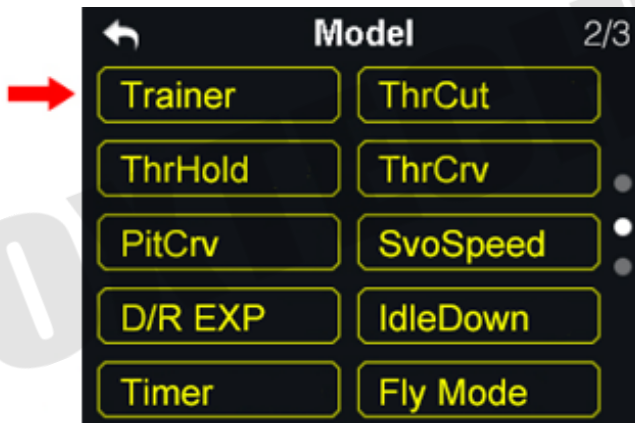 Model 2/3
Trainer ThrCut
ThrHold ThrCrv
PitCrv SvoSpeed
D/R EXP IdleDown
Timer Fly Mode